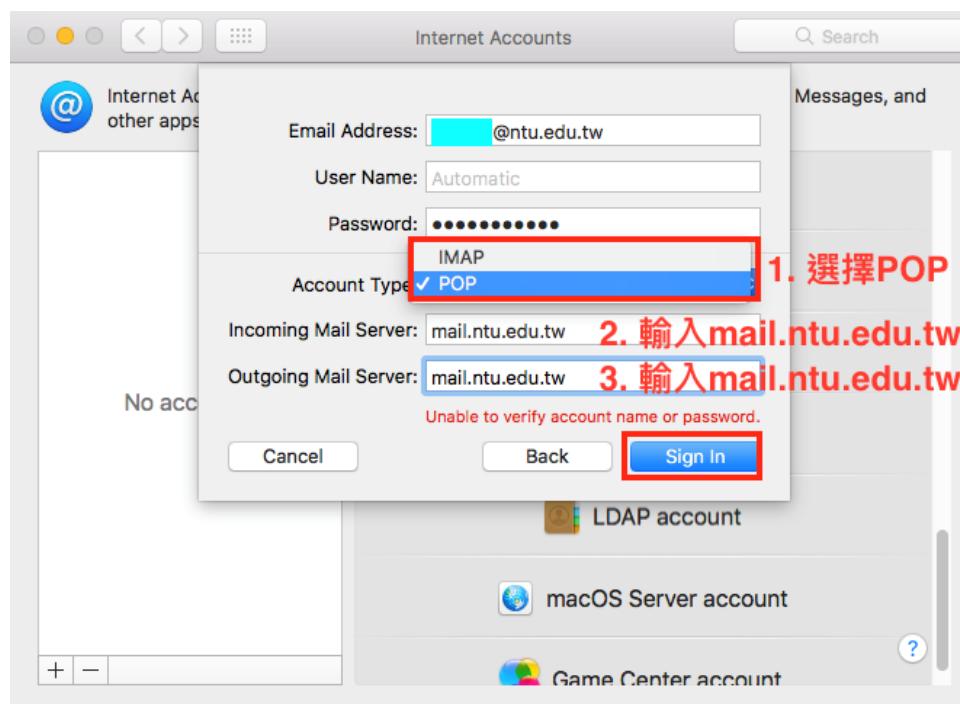 Internet Accounts
Search
Internet Ac
Messages, and
other apps
Email Address: @ntu.edu.tw
User Name: Automatic
Password: ●●●●●●●●●●●
IMAP
Account Type ✓ POP
1. 選擇POP
Incoming Mail Server: mail.ntu.edu.tw
2. 輸入mail.ntu.edu.tw
Outgoing Mail Server: mail.ntu.edu.tw
3. 輸入mail.ntu.edu.tw
No acc
Unable to verify account name or password.
Cancel
Back
Sign In
LDAP account
macOS Server account
?
Game Center account